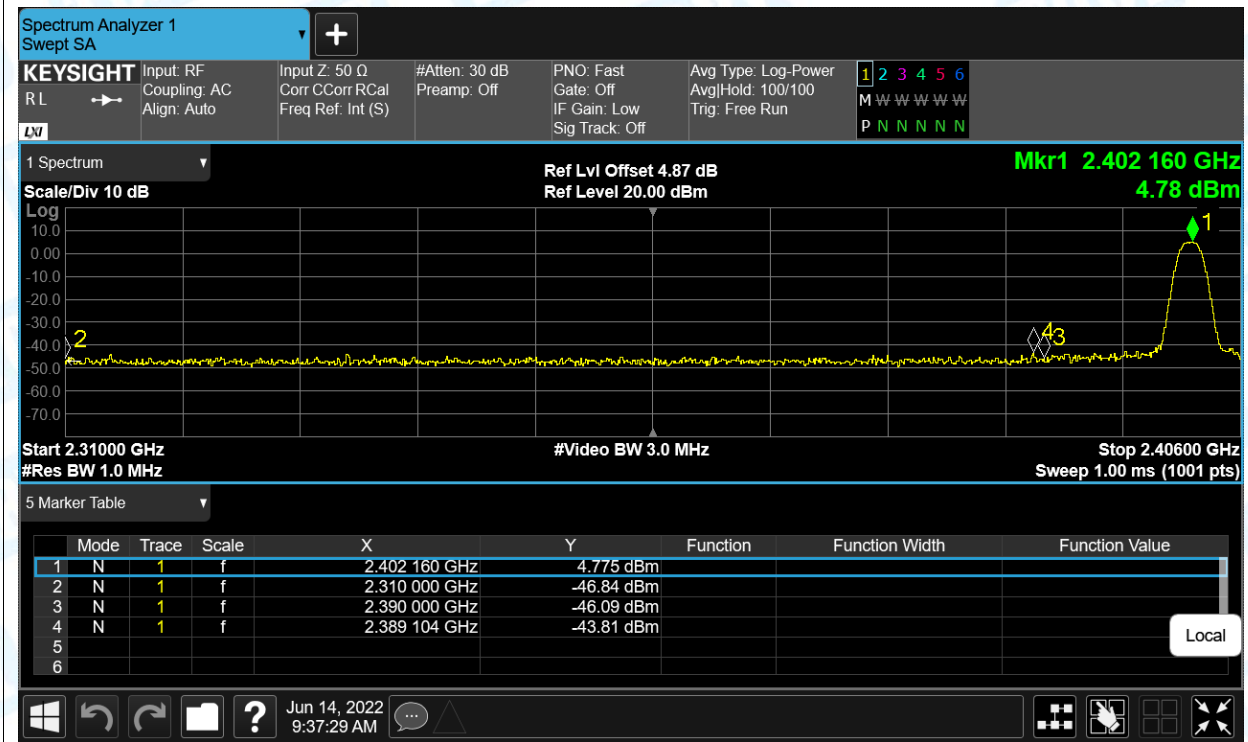 Spectrum Analyzer 1
Swept SA
KEYSIGHT Input: RF Input Z: 50 Ω #Atten: 30 dB PNO: Fast Avg Type: Log-Power 1 2 3 4 5 6
R L Coupling: AC Corr CCorr RCal Preamp: Off Gate: Off Avg|Hold: 100/100 M W W W W W
Align: Auto Freq Ref: Int (S) IF Gain: Low Trig: Free Run
LXI Sig Track: Off P N N N N N
1 Spectrum Ref Lvl Offset 4.87 dB Mkr1 2.402 160 GHz
Scale/Div 10 dB Ref Level 20.00 dBm 4.78 dBm
Log
10.0
0.00
-10.0
-20.0
-30.0
-40.0
-50.0
-60.0
-70.0
1
2
4 3
Start 2.31000 GHz #Video BW 3.0 MHz Stop 2.40600 GHz
#Res BW 1.0 MHz Sweep 1.00 ms (1001 pts)
5 Marker Table
Mode Trace Scale X Y Function Function Width Function Value
1 N 1 f 2.402 160 GHz 4.775 dBm
2 N 1 f 2.310 000 GHz -46.84 dBm
3 N 1 f 2.390 000 GHz -46.09 dBm
4 N 1 f 2.389 104 GHz -43.81 dBm
5
6
Local
? Jun 14, 2022
9:37:29 AM